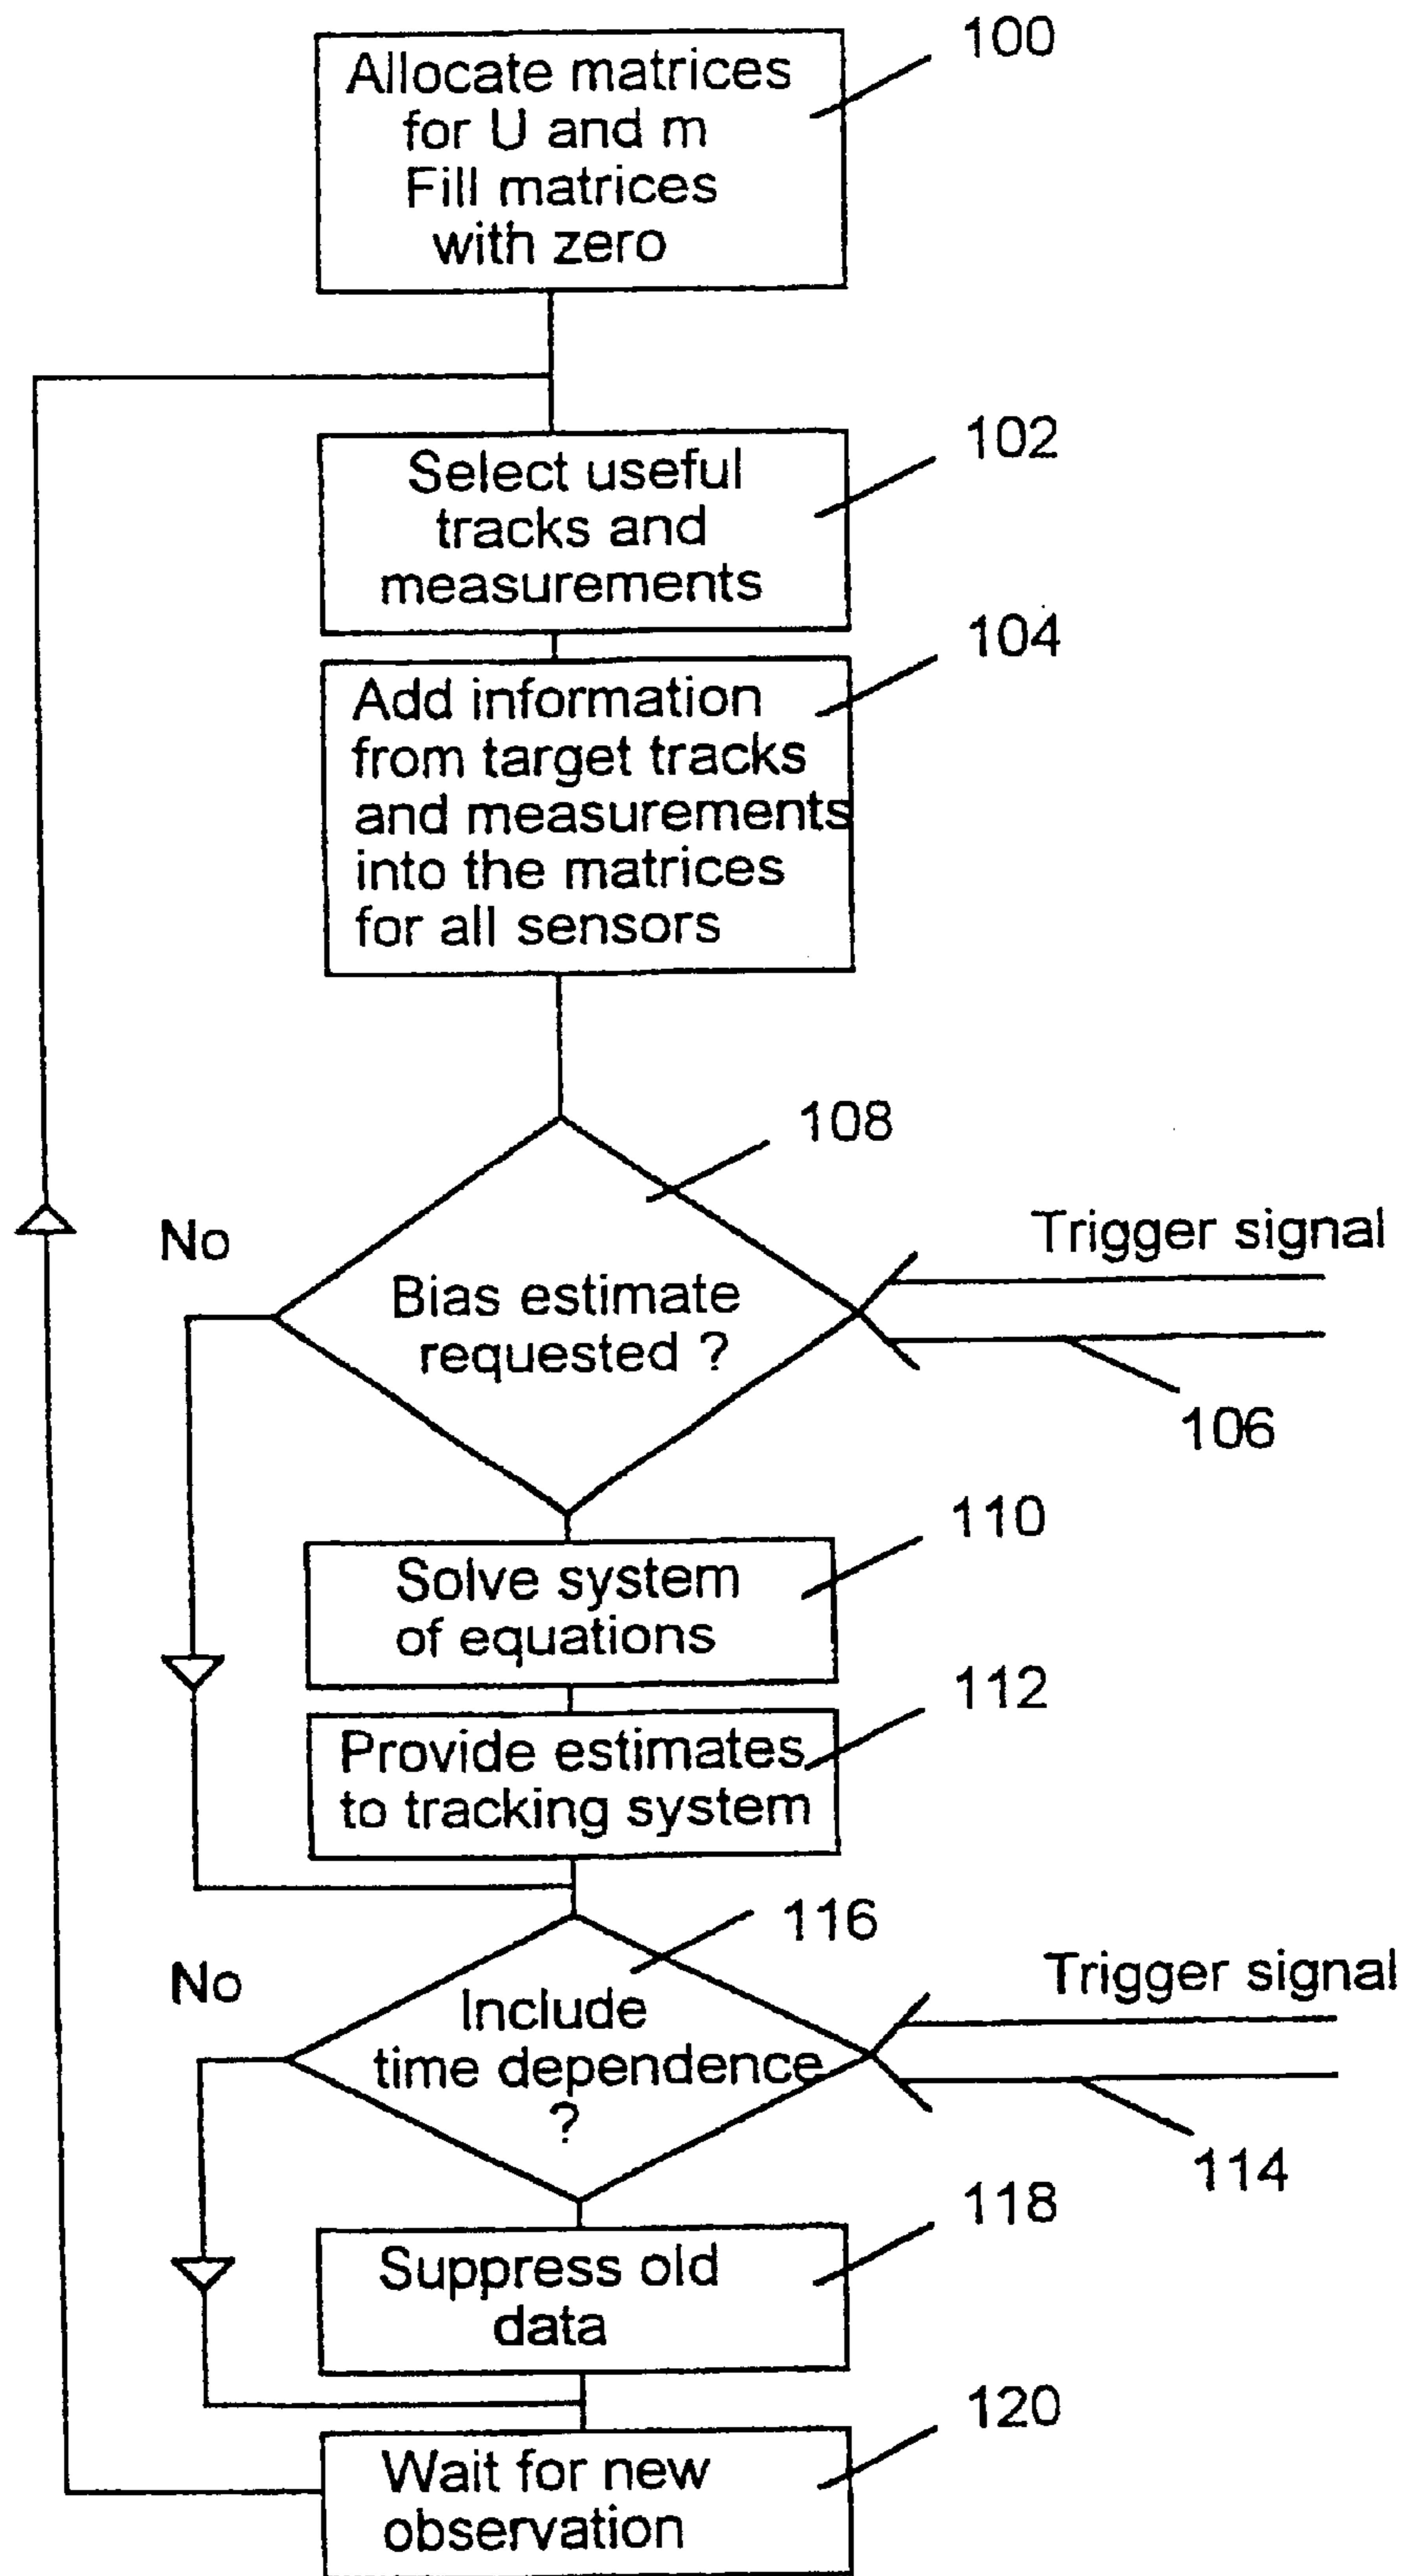 100
Allocate matrices
for U and m
Fill matrices
with zero
102
Select useful
tracks and
measurements
104
Add information
from target tracks
and measurements
into the matrices
for all sensors
108
No
Trigger signal
Bias estimate
requested ?
106
110
Solve system
of equations
112
Provide estimates
to tracking system
116
No
Trigger signal
Include
time dependence
?
114
118
Suppress old
data
120
Wait for new
observation